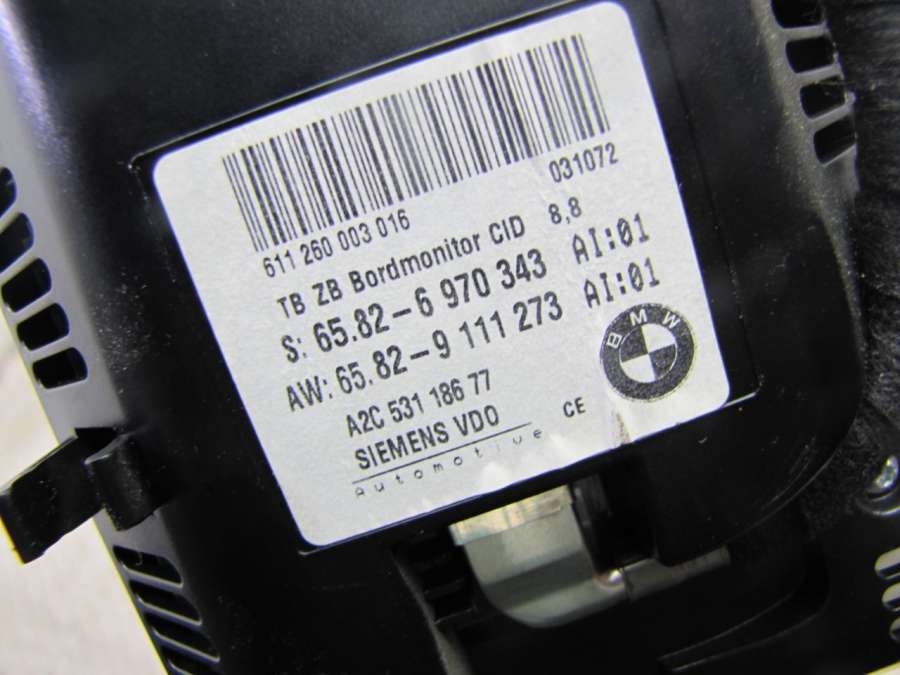 031072
611 260 003 016
TB ZB Bordmonitor CID 8,8
S: 65.82-6 970 343 AI:01
AW: 65.82-9 111 273 AI:01
A2C 531 186 77
SIEMENS VDO
Automotive
CE
BMW